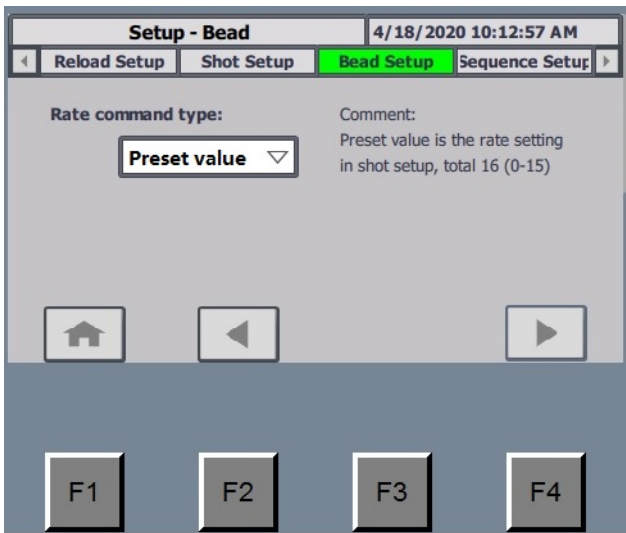 Setup - Bead
4/18/2020 10:12:57 AM
Reload Setup
Shot Setup
Bead Setup
Sequence Setup
Rate command type:
Preset value
Comment:
Preset value is the rate setting
in shot setup, total 16 (0-15)
F1
F2
F3
F4